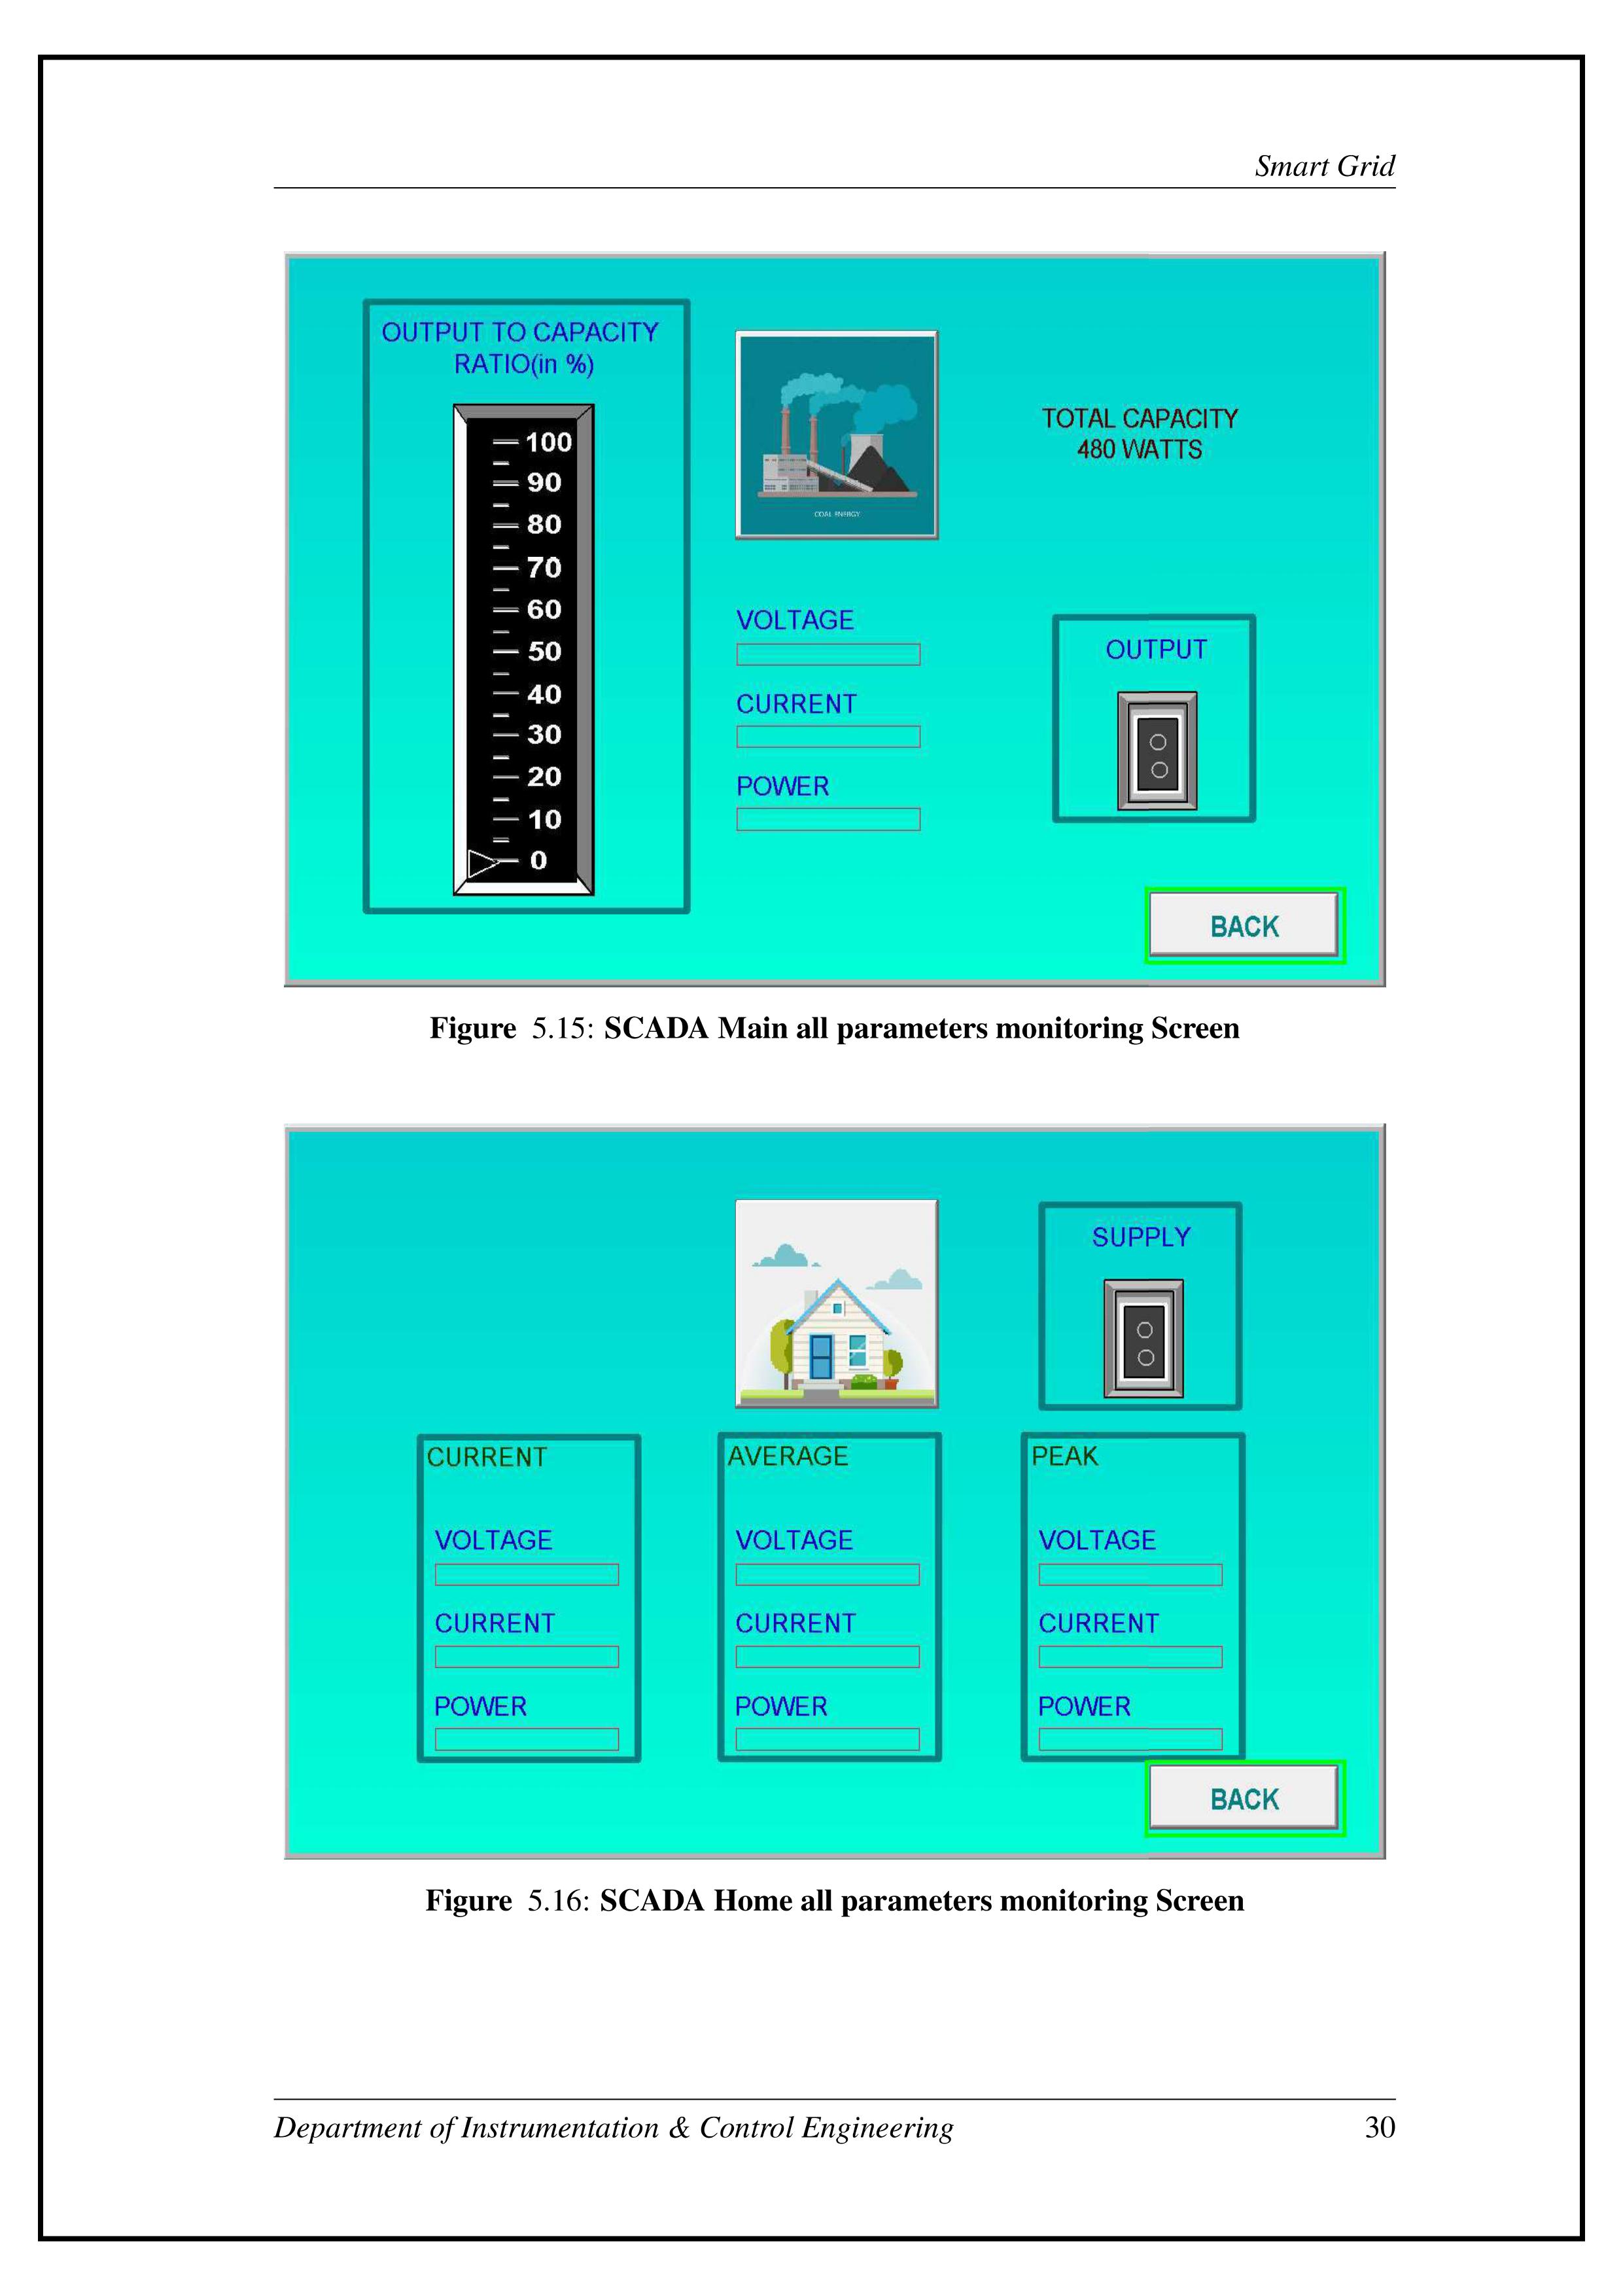 Smart Grid
OUTPUT TO CAPACITY
RATIO(in %)
100
90
80
70
60
50
40
30
20
10
0
COAL ENERGY
TOTAL CAPACITY
480 WATTS
VOLTAGE
CURRENT
POWER
OUTPUT
BACK
Figure 5.15: SCADA Main all parameters monitoring Screen
SUPPLY
CURRENT
VOLTAGE
CURRENT
POWER
AVERAGE
VOLTAGE
CURRENT
POWER
PEAK
VOLTAGE
CURRENT
POWER
BACK
Figure 5.16: SCADA Home all parameters monitoring Screen
Department of Instrumentation & Control Engineering 30